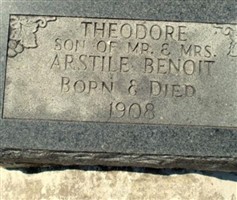 THEODORE
SON OF MR. & MRS.
ARSTILE BENOIT
BORN & DIED
1908